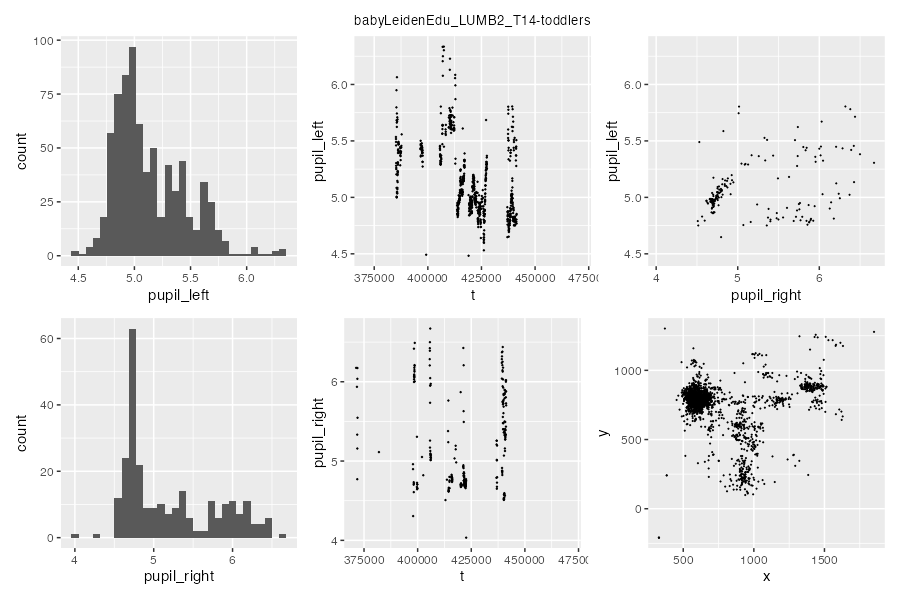 babyLeidenEdu_LUMB2_T14-toddlers
count
100
75
50
25
0
4.5 5.0 5.5 6.0
pupil_left
pupil_left
6.0
5.5
5.0
4.5
375000 400000 425000 450000 47500
t
pupil_left
6.0
5.5
5.0
4.5
4 5 6
pupil_right
count
60
40
20
0
4 5 6
pupil_right
pupil_right
6
5
4
375000 400000 425000 450000 47500
t
y
1000
500
0
500 1000 1500
x